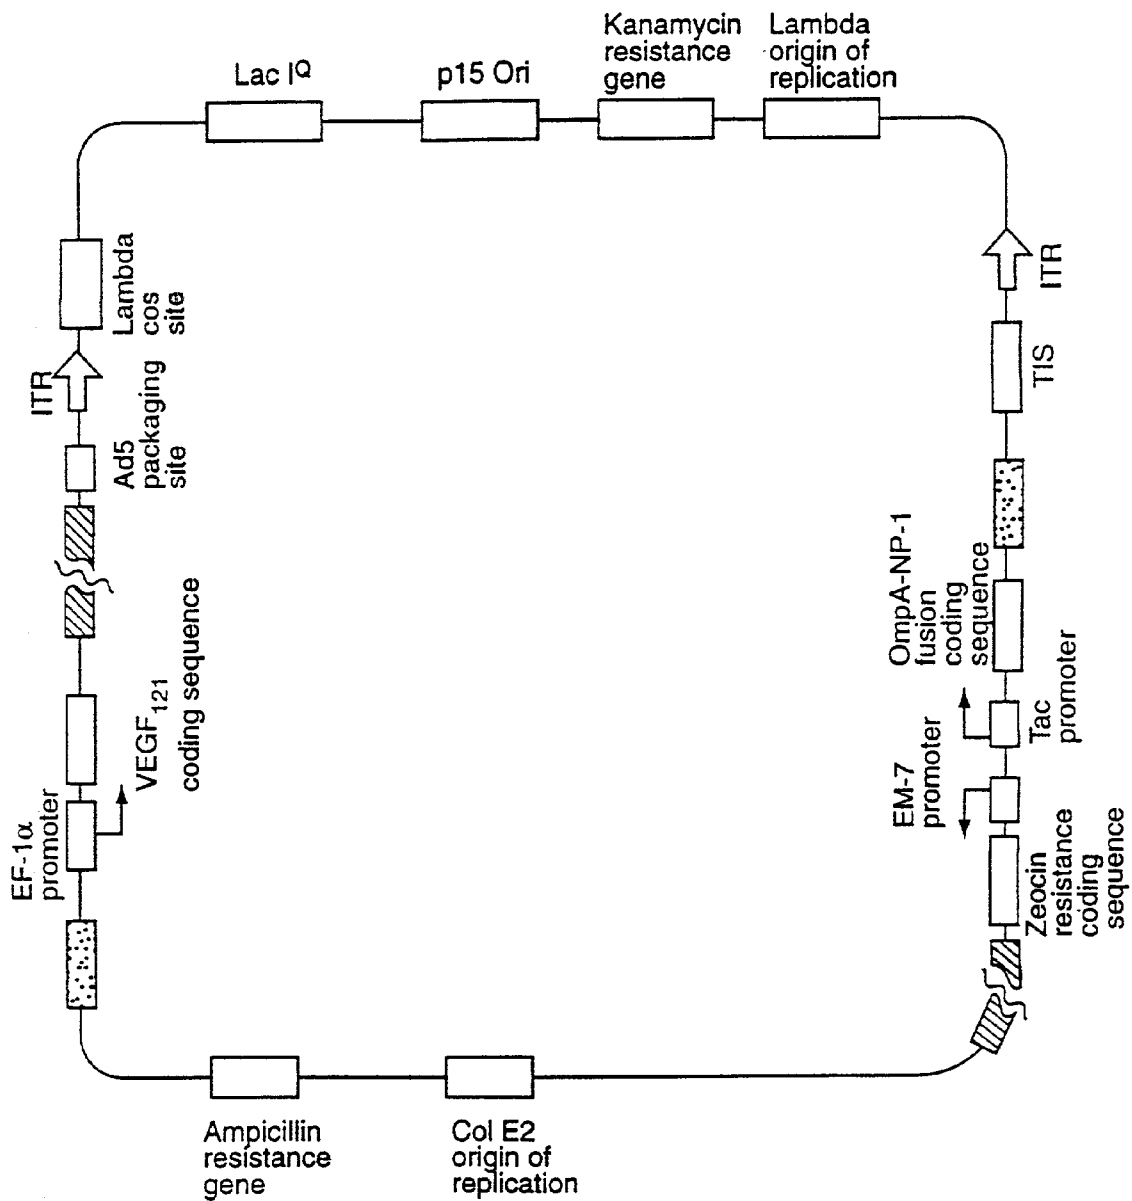 Lac I^Q
p15 Ori
Kanamycin
resistance
gene
Lambda
origin of
replication
Lambda
cos
site
ITR
Ad5
packaging
site
VEGF₁₂₁
coding sequence
EF-1α
promoter
Ampicillin
resistance
gene
Col E2
origin of
replication
ITR
TIS
OmpA-NP-1
fusion
coding
sequence
Tac
promoter
EM-7
promoter
Zeocin
resistance
coding
sequence